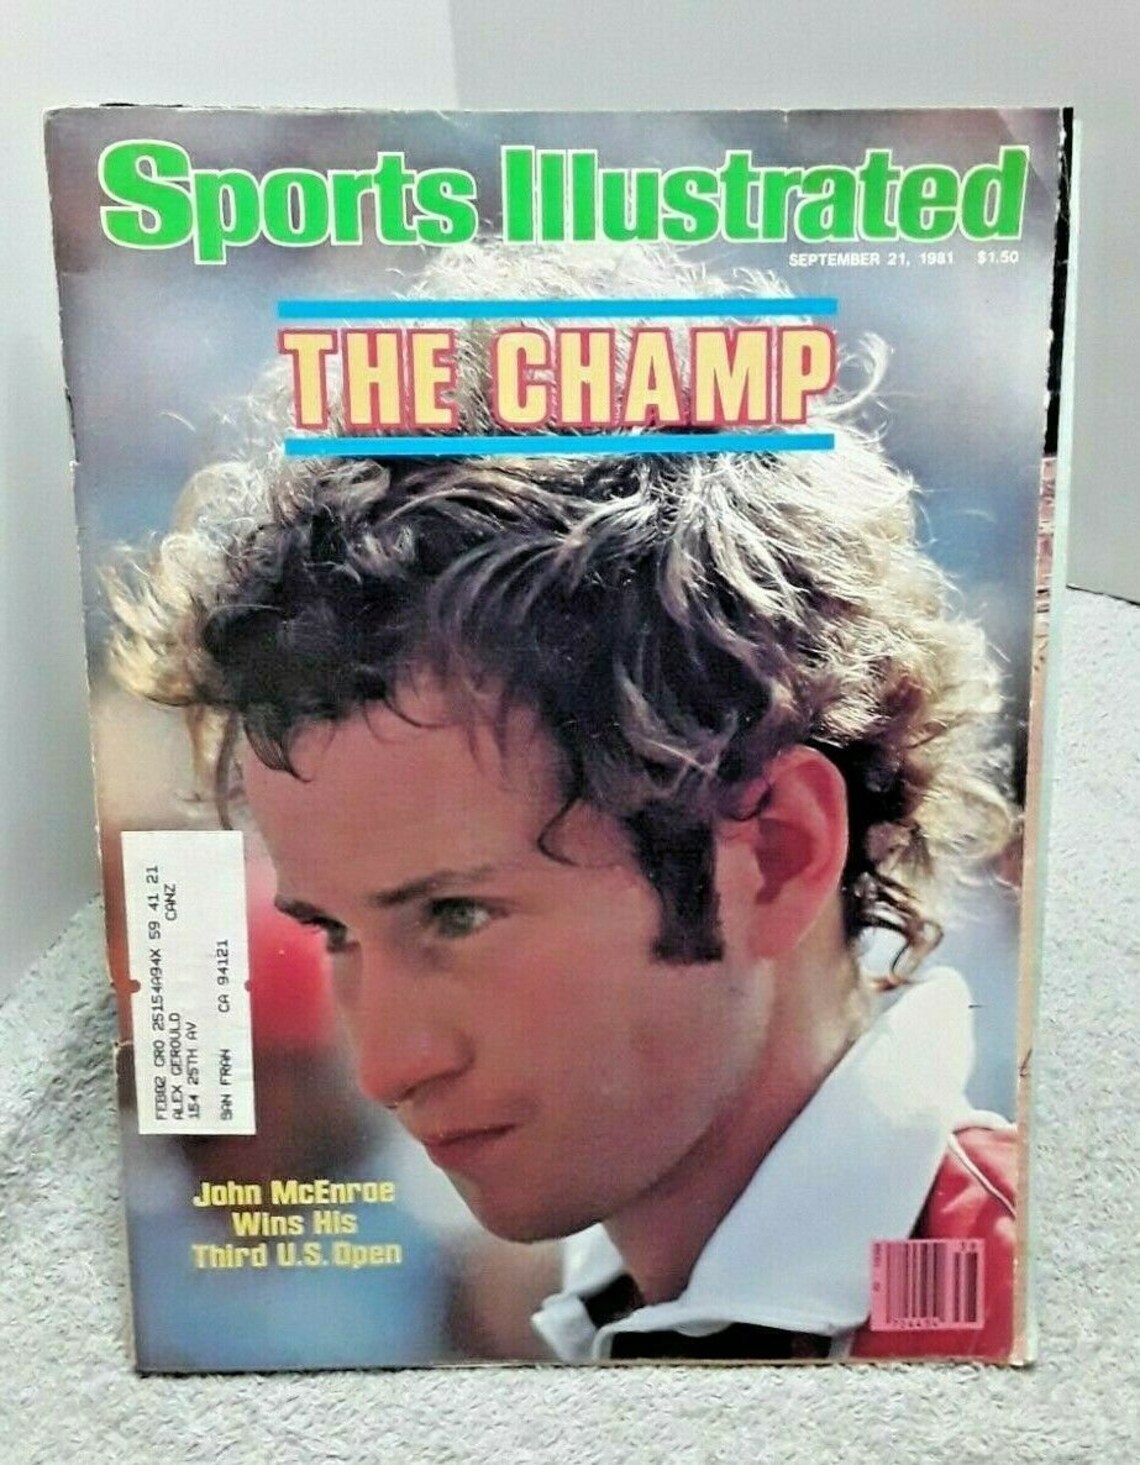 Sports Illustrated
SEPTEMBER 21, 1981 $1.50
THE CHAMP
FEB82 CRO 25154A94X 59 41 21
ALEX GEROULD CANZ
154 25TH AV
SAN FRAN CA 94121
John McEnroe
Wins His
Third U.S. Open